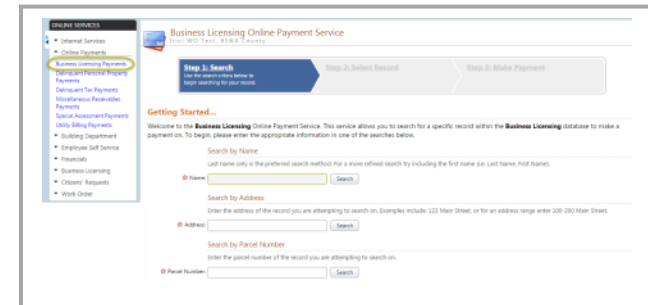 ONLINE SERVICES
Internet Services
Online Payments
Business Licensing Payments
Delinquent Personal Property
Payments
Delinquent Tax Payments
Miscellaneous Receivables
Payments
Special Assessment Payments
Utility Billing Payments
Building Department
Employee Self Service
Financials
Business Licensing
Citizens' Requests
Work Order
Business Licensing Online Payment Service
Test, BS&A County
Step 1: Search
Use the search criteria below to
begin searching for your record.
Step 2: Select Record
Step 3: Make Payment
Getting Started...
Welcome to the Business Licensing Online Payment Service. This service allows you to search for a specific record within the Business Licensing database to make a
payment on. To begin, please enter the appropriate information in one of the searches below.
Search by Name
Last name only is the preferred search method. For a more refined search try including the first name (i.e. Last Name, First Name).
Name:
Search
Search by Address
Enter the address of the record you are attempting to search on. Examples include: 123 Main Street, or for an address range enter 100-200 Main Street.
Address:
Search
Search by Parcel Number
Enter the parcel number of the record you are attempting to search on.
Parcel Number:
Search